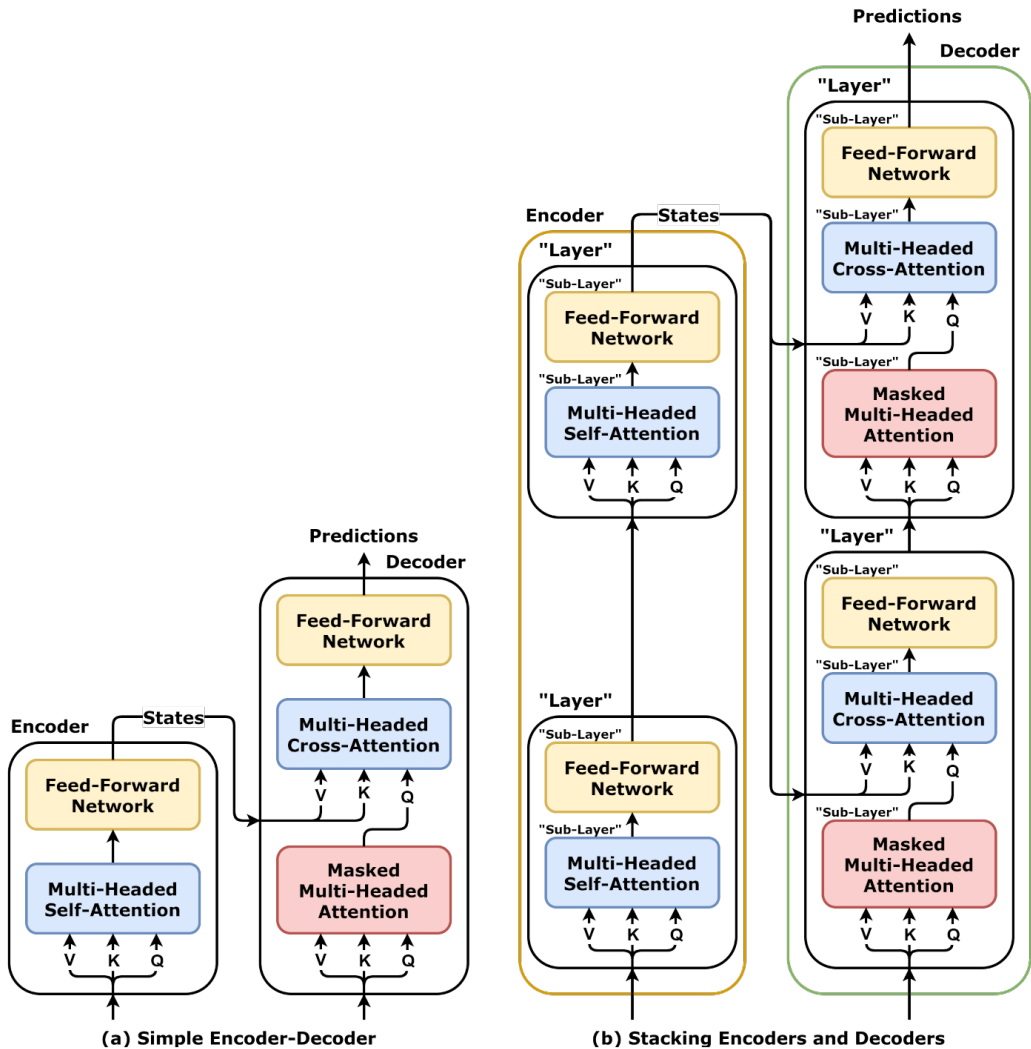 Predictions
Decoder
"Layer"
"Sub-Layer"
Feed-Forward
Network
"Sub-Layer"
Multi-Headed
Cross-Attention
V
K
Q
"Sub-Layer"
Masked
Multi-Headed
Attention
V
K
Q
"Layer"
"Sub-Layer"
Feed-Forward
Network
"Sub-Layer"
Multi-Headed
Cross-Attention
V
K
Q
"Sub-Layer"
Masked
Multi-Headed
Attention
V
K
Q
Encoder
States
"Layer"
"Sub-Layer"
Feed-Forward
Network
"Sub-Layer"
Multi-Headed
Self-Attention
V
K
Q
"Layer"
"Sub-Layer"
Feed-Forward
Network
"Sub-Layer"
Multi-Headed
Self-Attention
V
K
Q
Predictions
Decoder
Feed-Forward
Network
Multi-Headed
Cross-Attention
V
K
Q
Masked
Multi-Headed
Attention
V
K
Q
Encoder
States
Feed-Forward
Network
Multi-Headed
Self-Attention
V
K
Q
(a) Simple Encoder-Decoder
(b) Stacking Encoders and Decoders